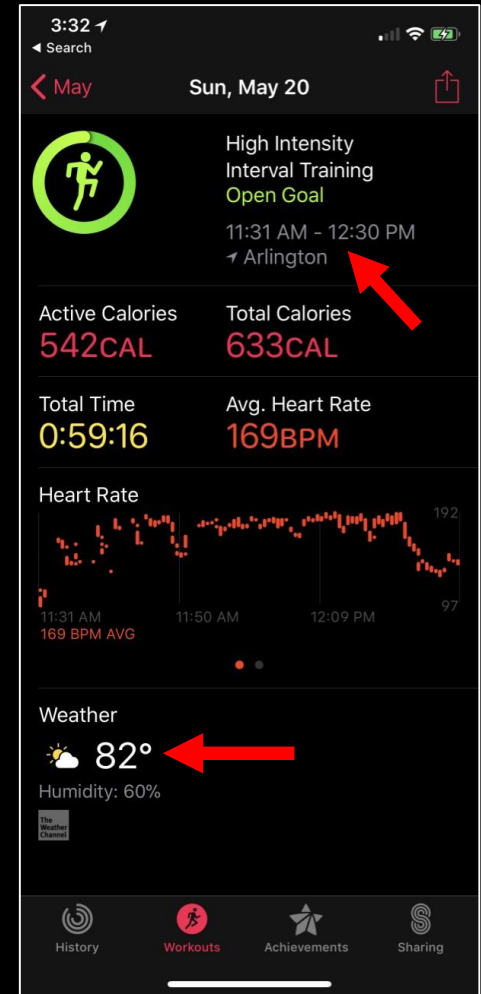 3:32
◀ Search
May
Sun, May 20
High Intensity
Interval Training
Open Goal
11:31 AM - 12:30 PM
Arlington
Active Calories
Total Calories
542CAL
633CAL
Total Time
Avg. Heart Rate
0:59:16
169BPM
Heart Rate
192
97
11:31 AM
11:50 AM
12:09 PM
169 BPM AVG
Weather
82°
Humidity: 60%
The
Weather
Channel
History
Workouts
Achievements
Sharing